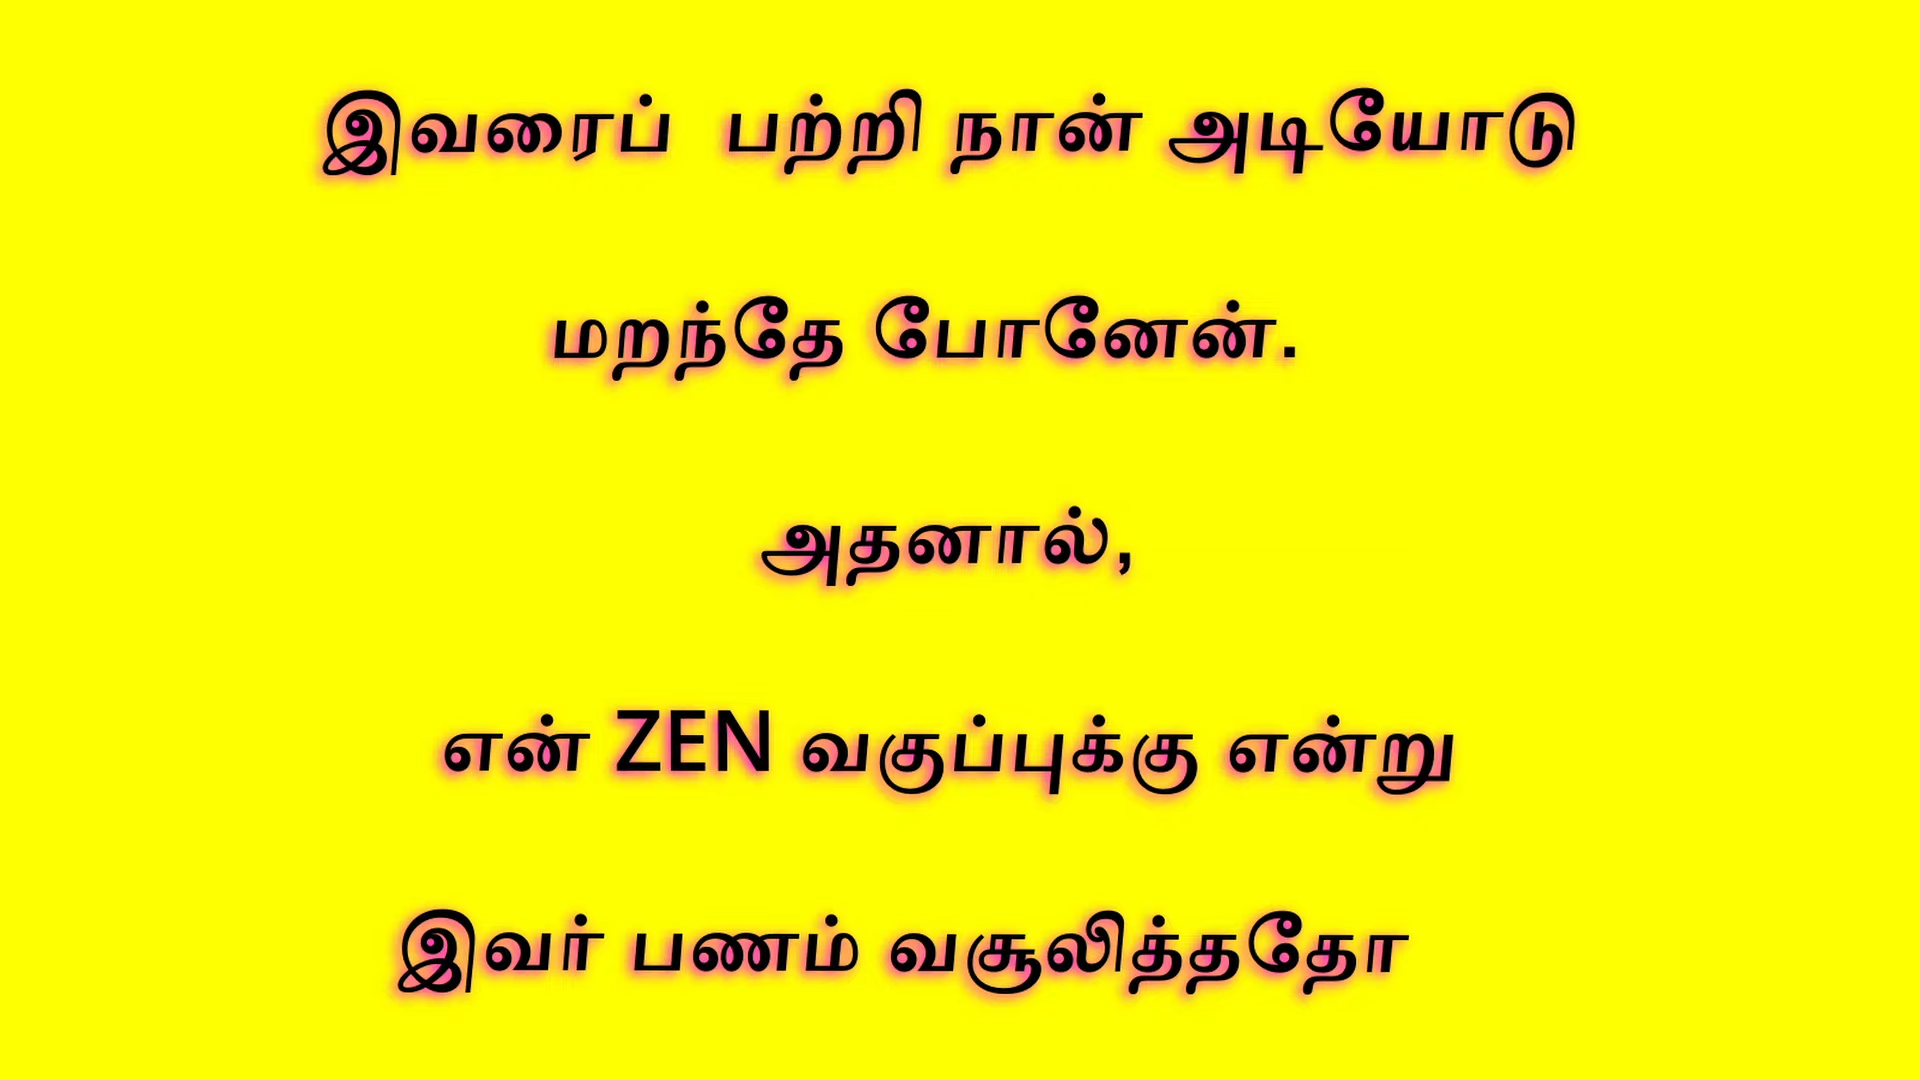 இவரைப் பற்றி நான் அடியோடு
மறந்தே போனேன்.
அதனால்,
என் ZEN வகுப்புக்கு என்று
இவர் பணம் வசூலித்ததோ